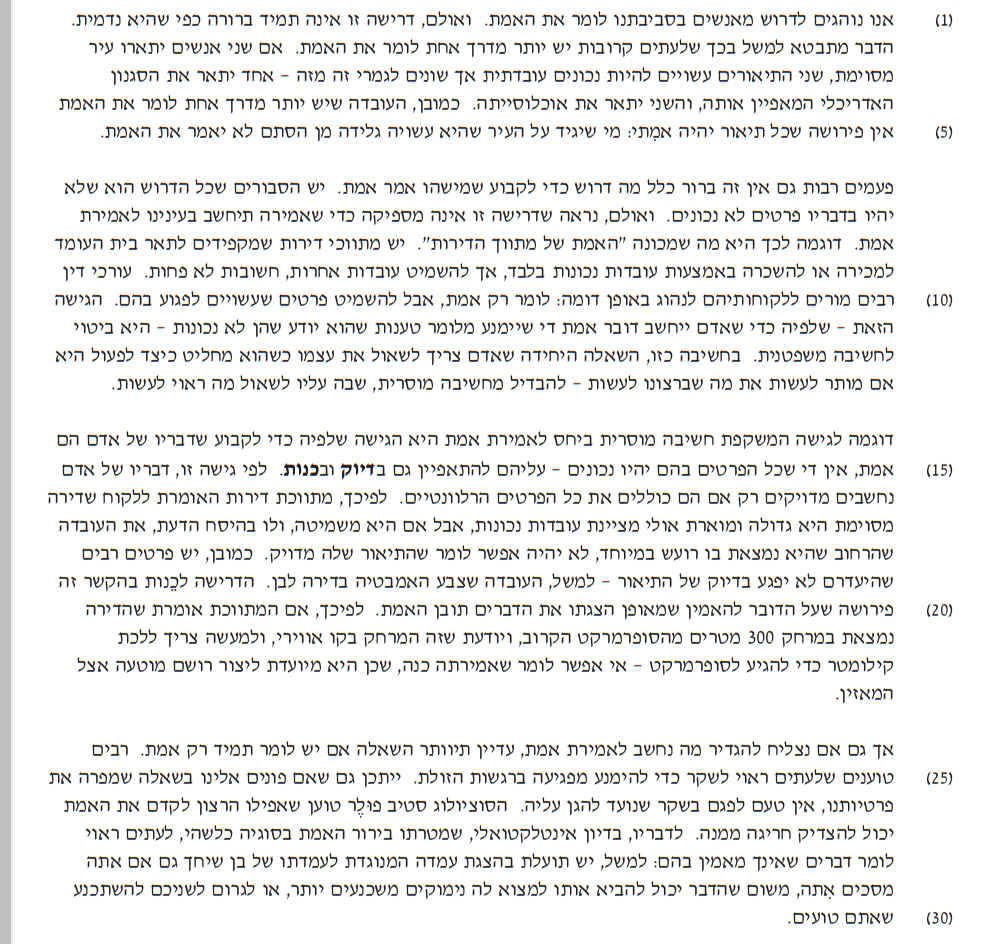 (1) אנו נוהגים לדרוש מאנשים בסביבתנו לומר את האמת. ואולם, דרישה זו אינה תמיד ברורה כפי שהיא נדמית.
הדבר מתבטא למשל בכך שלעתים קרובות יש יותר מדרך אחת לומר את האמת. אם שני אנשים יתארו עיר
מסוימת, שני התיאורים עשויים להיות נכונים עובדתית אך שונים לגמרי זה מזה – אחד יתאר את הסגנון
האדריכלי המאפיין אותה, והשני יתאר את אוכלוסייתה. כמובן, העובדה שיש יותר מדרך אחת לומר את האמת
(5) אין פירושה שכל תיאור יהיה אמִתי: מי שיגיד על העיר שהיא עשויה גלידה מן הסתם לא יאמר את האמת.
פעמים רבות גם אין זה ברור כלל מה דרוש כדי לקבוע שמישהו אמר אמת. יש הסבורים שכל הדרוש הוא שלא
יהיו בדבריו פרטים לא נכונים. ואולם, נראה שדרישה זו אינה מספיקה כדי שאמירה תיחשב בעינינו לאמירת
אמת. דוגמה לכך היא מה שמכונה "האמת של מתווך הדירות". יש מתווכי דירות שמקפידים לתאר בית העומד
למכירה או להשכרה באמצעות עובדות נכונות בלבד, אך להשמיט עובדות אחרות, חשובות לא פחות. עורכי דין
(10) רבים מורים ללקוחותיהם לנהוג באופן דומה: לומר רק אמת, אבל להשמיט פרטים שעשויים לפגוע בהם. הגישה
הזאת – שלפיה כדי שאדם ייחשב דובר אמת די שיימנע מלומר טענות שהוא יודע שהן לא נכונות – היא ביטוי
לחשיבה משפטנית. בחשיבה כזו, השאלה היחידה שאדם צריך לשאול את עצמו כשהוא מחליט כיצד לפעול היא
אם מותר לעשות את מה שברצונו לעשות – להבדיל מחשיבה מוסרית, שבה עליו לשאול מה ראוי לעשות.
דוגמה לגישה המשקפת חשיבה מוסרית ביחס לאמירת אמת היא הגישה שלפיה כדי לקבוע שדבריו של אדם הם
(15) אמת, אין די שכל הפרטים בהם יהיו נכונים – עליהם להתאפיין גם בדיוק ובכנות. לפי גישה זו, דבריו של אדם
נחשבים מדויקים רק אם הם כוללים את כל הפרטים הרלוונטיים. לפיכך, מתווכת דירות האומרת ללקוח שדירה
מסוימת היא גדולה ומוארת אולי מציינת עובדות נכונות, אבל אם היא משמיטה, ולו בהיסח הדעת, את העובדה
שהרחוב שהיא נמצאת בו רועש במיוחד, לא יהיה אפשר לומר שהתיאור שלה מדויק. כמובן, יש פרטים רבים
שהיעדרם לא יפגע בדיוק של התיאור – למשל, העובדה שצבע האמבטיה בדירה לבן. הדרישה לכֵנות בהקשר זה
(20) פירושה שעל הדובר להאמין שמאופן הצגתו את הדברים תובן האמת. לפיכך, אם המתווכת אומרת שהדירה
נמצאת במרחק 300 מטרים מהסופרמרקט הקרוב, ויודעת שזה המרחק בקו אווירי, ולמעשה צריך ללכת
קילומטר כדי להגיע לסופרמרקט – אי אפשר לומר שאמירתה כנה, שכן היא מיועדת ליצור רושם מוטעה אצל
המאזין.
אך גם אם נצליח להגדיר מה נחשב לאמירת אמת, עדיין תיוותר השאלה אם יש לומר תמיד רק אמת. רבים
(25) טוענים שלעתים ראוי לשקר כדי להימנע מפגיעה ברגשות הזולת. ייתכן גם שאם פונים אלינו בשאלה שמפרה את
פרטיותנו, אין טעם לפגם בשקר שנועד להגן עליה. הסוציולוג סטיב פוּלֶר טוען שאפילו הרצון לקדם את האמת
יכול להצדיק חריגה ממנה. לדבריו, בדיון אינטלקטואלי, שמטרתו בירור האמת בסוגיה כלשהי, לעתים ראוי
לומר דברים שאינך מאמין בהם: למשל, יש תועלת בהצגת עמדה המנוגדת לעמדתו של בן שיחך גם אם אתה
מסכים אִתה, משום שהדבר יכול להביא אותו למצוא לה נימוקים משכנעים יותר, או לגרום לשניכם להשתכנע
(30) שאתם טועים.